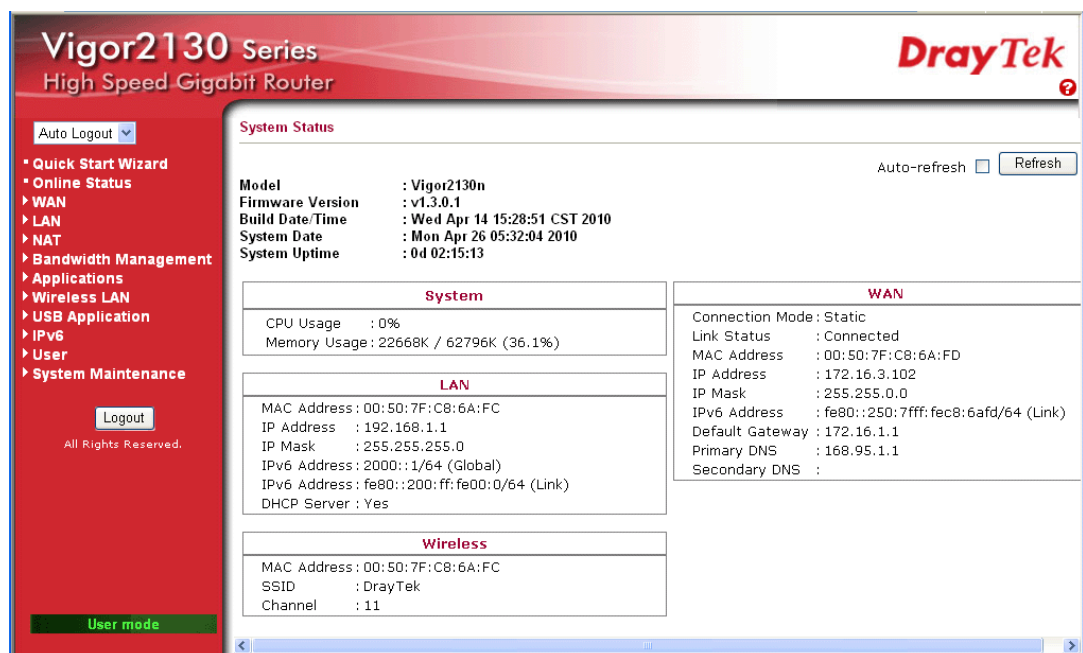 Vigor2130 Series
High Speed Gigabit Router
DrayTek
?
Auto Logout
Quick Start Wizard
Online Status
WAN
LAN
NAT
Bandwidth Management
Applications
Wireless LAN
USB Application
IPv6
User
System Maintenance
Logout
All Rights Reserved.
User mode
System Status
Auto-refresh Refresh
Model : Vigor2130n
Firmware Version : v1.3.0.1
Build Date/Time : Wed Apr 14 15:28:51 CST 2010
System Date : Mon Apr 26 05:32:04 2010
System Uptime : 0d 02:15:13
System
CPU Usage : 0%
Memory Usage : 22668K / 62796K (36.1%)
LAN
MAC Address : 00:50:7F:C8:6A:FC
IP Address : 192.168.1.1
IP Mask : 255.255.255.0
IPv6 Address : 2000::1/64 (Global)
IPv6 Address : fe80::200:ff:fe00:0/64 (Link)
DHCP Server : Yes
Wireless
MAC Address : 00:50:7F:C8:6A:FC
SSID : DrayTek
Channel : 11
WAN
Connection Mode : Static
Link Status : Connected
MAC Address : 00:50:7F:C8:6A:FD
IP Address : 172.16.3.102
IP Mask : 255.255.0.0
IPv6 Address : fe80::250:7fff:fec8:6afd/64 (Link)
Default Gateway : 172.16.1.1
Primary DNS : 168.95.1.1
Secondary DNS :